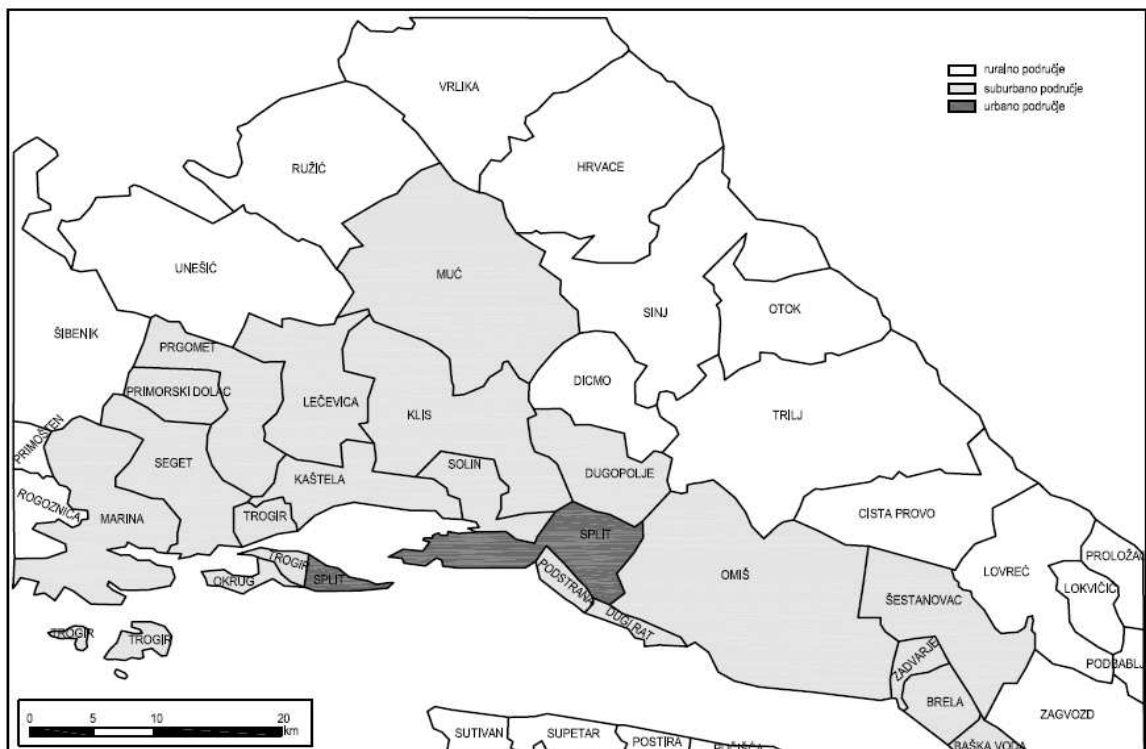 ruralno područje
suburbano područje
urbano područje
VRLIKA
RUŽIĆ
HRVACE
UNEŠIĆ
MUĆ
SINJ
OTOK
ŠIBENIK
PRGOMET
PRIMORSKI DOLAC
LEČEVICA
KLIS
DICMO
TRILJ
PRIMOŠTEN
SEGET
KAŠTELA
SOLIN
DUGOPOLJE
ROGOZNICA
MARINA
TROGIR
SPLIT
CISTA PROVO
TROGIR
OKRUG
SPLIT
PODSTRANA
OMIŠ
LOVREĆ
PROLOŽAC
LOKVIČIĆ
ŠESTANOVAC
DUGI RAT
TROGIR
TROGIR
ZADVARJE
PODBABLJ
BRELA
ZAGVOZD
BAŠKA VODA
0 5 10 20
km
SUTIVAN
SUPETAR
POSTIRA
PUČIŠĆA